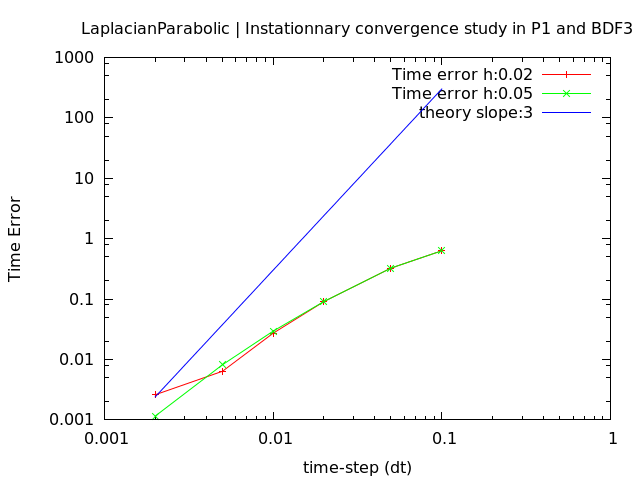 LaplacianParabolic | Instationnary convergence study in P1 and BDF3
1000
100
10
1
0.1
0.01
0.001
Time Error
Time error h:0.02
Time error h:0.05
theory slope:3
0.001 0.01 0.1 1
time-step (dt)